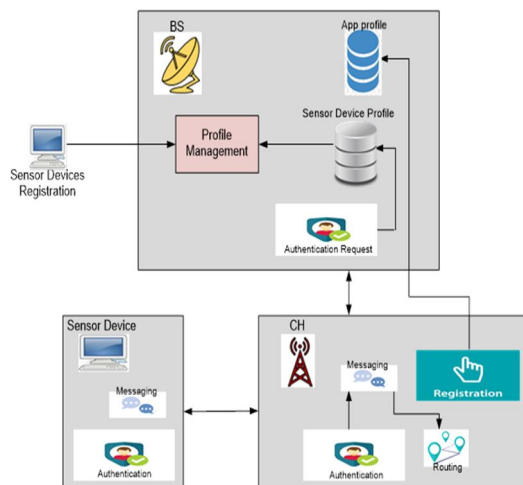 BS
App profile
Sensor Device Profile
Profile
Management
Sensor Devices
Registration
Authentication Request
Sensor Device
CH
Messaging
Messaging
Registration
Authentication
Authentication
Routing